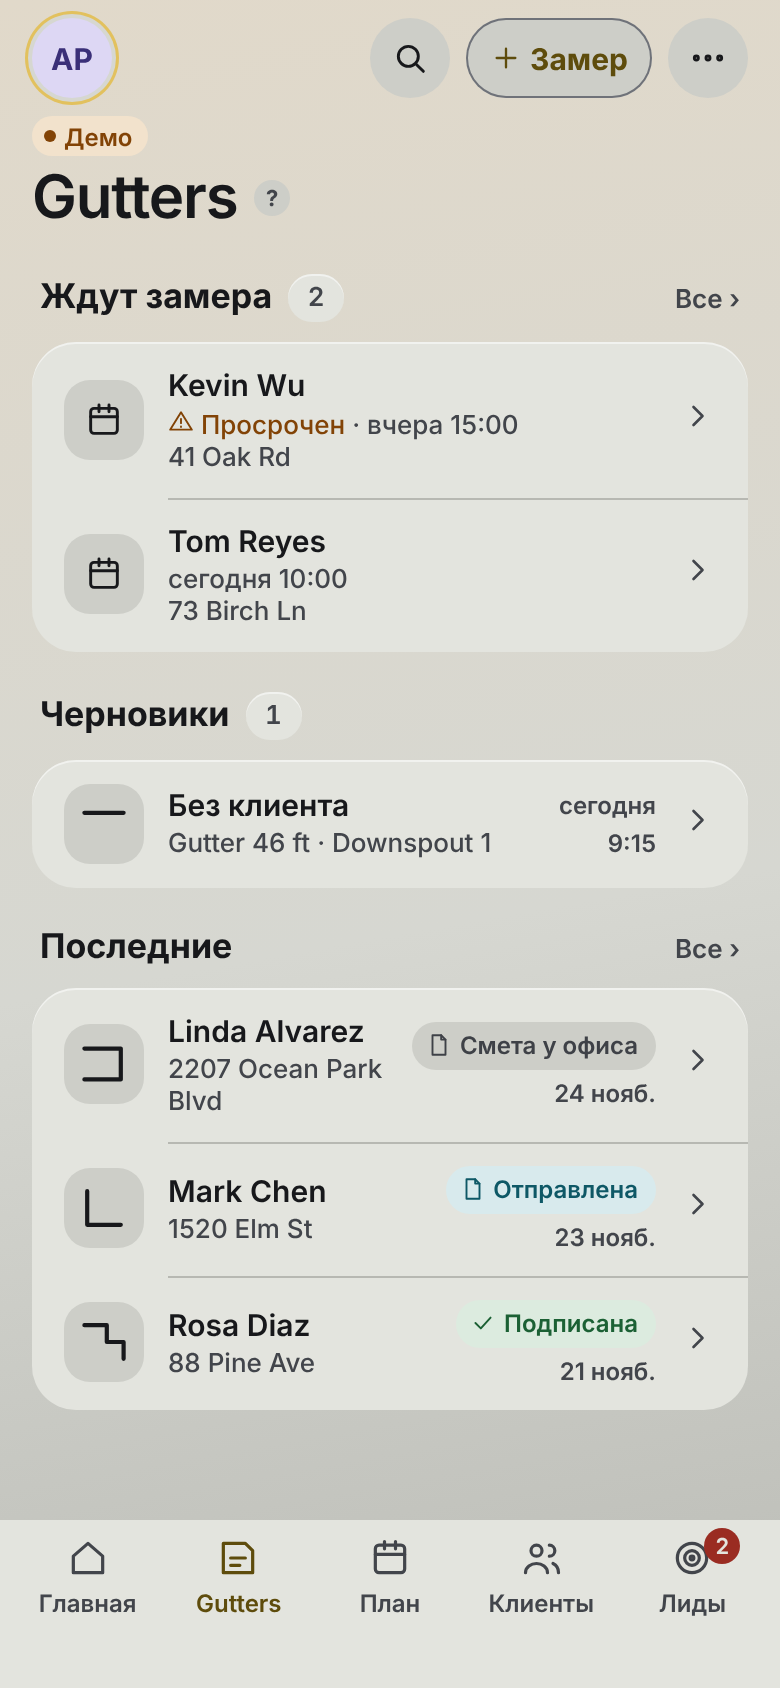 AP
+ Замер
Демо
Gutters ?
Ждут замера 2 Все ›
Kevin Wu
Просрочен · вчера 15:00
41 Oak Rd
Tom Reyes
сегодня 10:00
73 Birch Ln
Черновики 1
Без клиента сегодня
Gutter 46 ft · Downspout 1 9:15
Последние Все ›
Linda Alvarez Смета у офиса
2207 Ocean Park
Blvd 24 нояб.
Mark Chen Отправлена
1520 Elm St 23 нояб.
Rosa Diaz Подписана
88 Pine Ave 21 нояб.
2
Главная Gutters План Клиенты Лиды